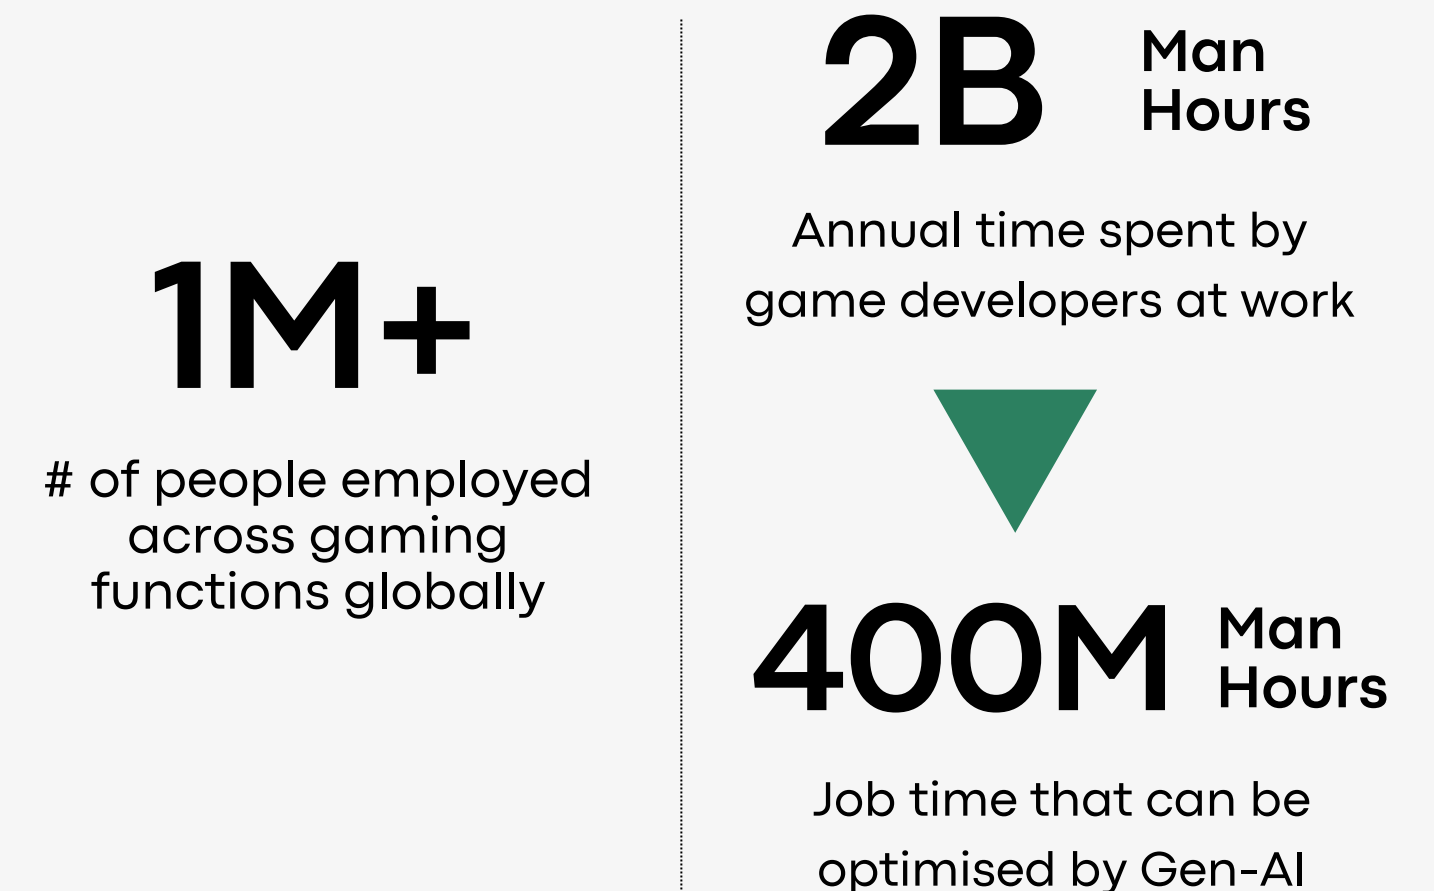 1M+
# of people employed
across gaming
functions globally
2B
Man
Hours
Annual time spent by
game developers at work
400M
Man
Hours
Job time that can be
optimised by Gen-AI